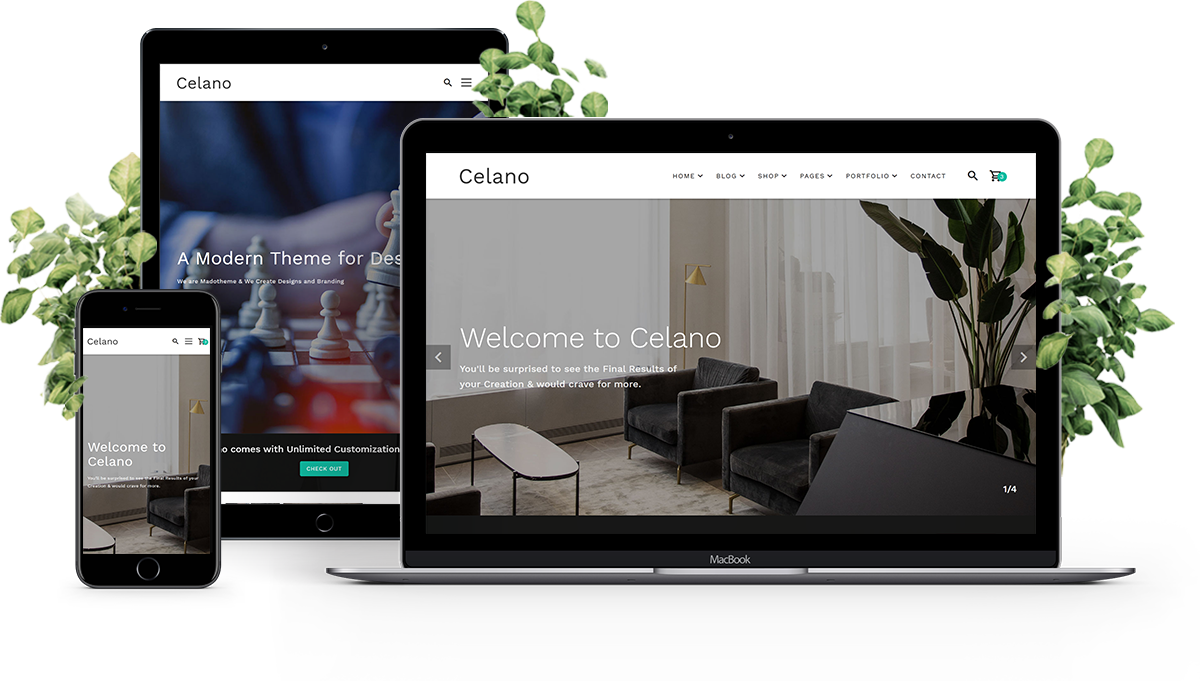 Celano
A Modern Theme for Des
We are Madotheme & We Create Designs and Branding
o comes with Unlimited Customization
CHECK OUT
Celano
HOME BLOG SHOP PAGES PORTFOLIO CONTACT
Welcome to Celano
You'll be surprised to see the Final Results of
your Creation & would crave for more.
1/4
MacBook
Celano
Welcome to
Celano
You'll be surprised to see the Final Results of your
Creation & would crave for more.